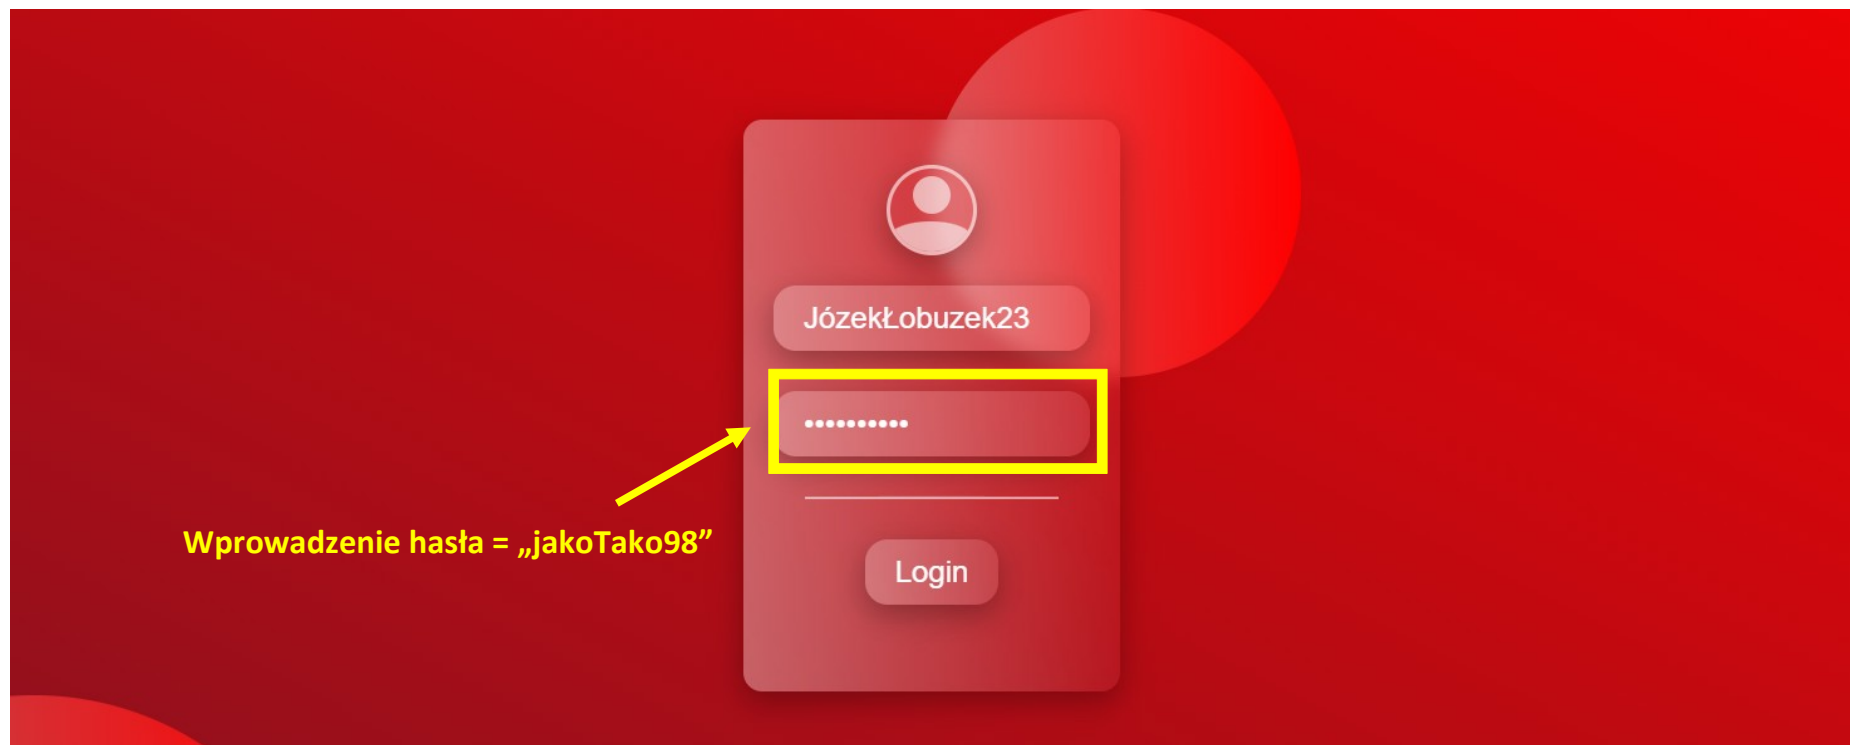 JózekŁobuzek23
••••••••••
Wprowadzenie hasła = „jakoTako98”
Login